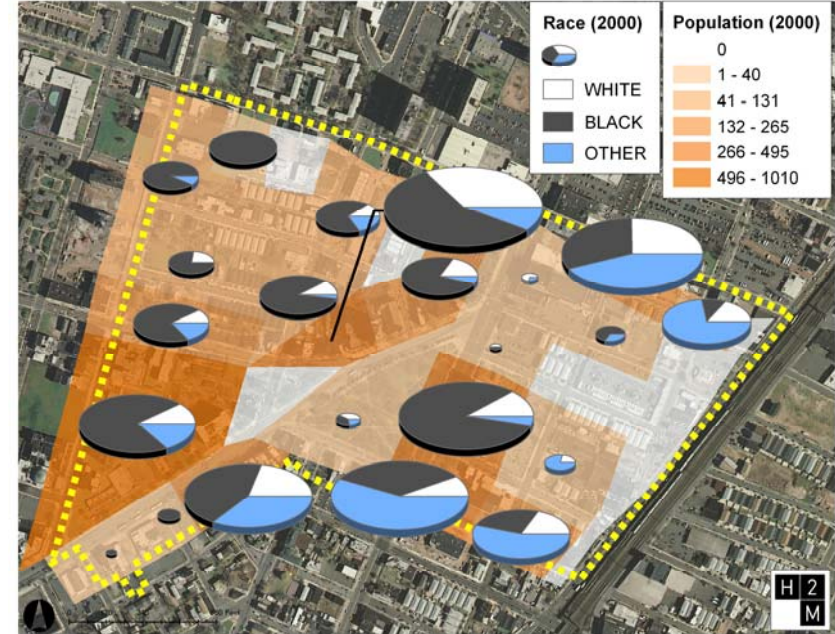 Race (2000)
WHITE
BLACK
OTHER
Population (2000)
0
1 - 40
41 - 131
132 - 265
266 - 495
496 - 1010
H 2
M